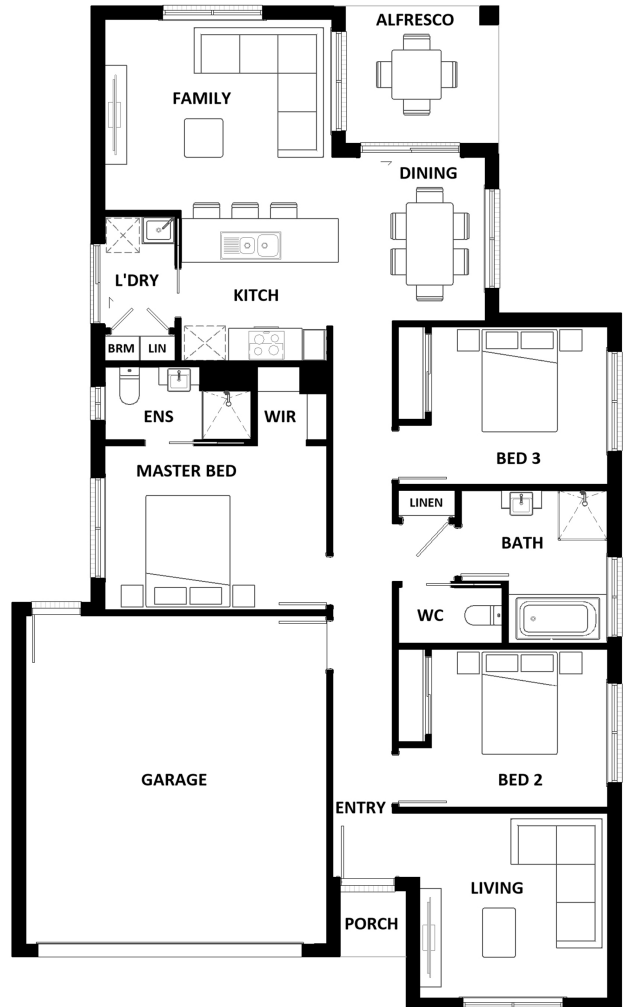 ALFRESCO
FAMILY
DINING
L'DRY
KITCH
BRM
LIN
ENS
WIR
BED 3
MASTER BED
LINEN
BATH
WC
GARAGE
BED 2
ENTRY
LIVING
PORCH